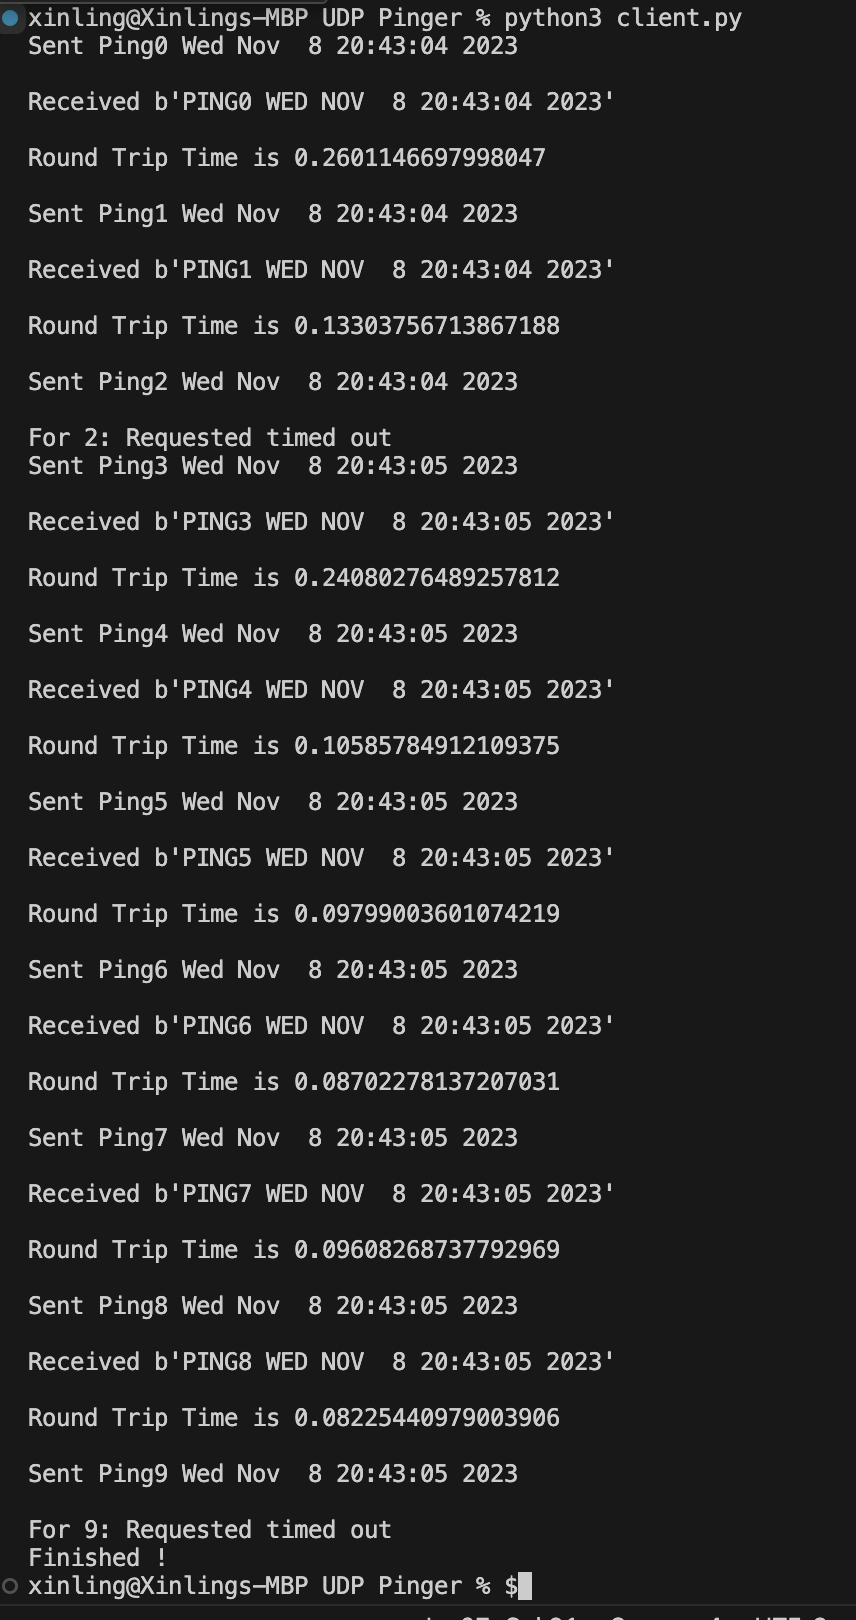 xinling@Xinlings-MBP UDP Pinger % python3 client.py
Sent Ping0 Wed Nov  8 20:43:04 2023
Received b'PING0 WED NOV  8 20:43:04 2023'
Round Trip Time is 0.2601146697998047
Sent Ping1 Wed Nov  8 20:43:04 2023
Received b'PING1 WED NOV  8 20:43:04 2023'
Round Trip Time is 0.13303756713867188
Sent Ping2 Wed Nov  8 20:43:04 2023
For 2: Requested timed out
Sent Ping3 Wed Nov  8 20:43:05 2023
Received b'PING3 WED NOV  8 20:43:05 2023'
Round Trip Time is 0.24080276489257812
Sent Ping4 Wed Nov  8 20:43:05 2023
Received b'PING4 WED NOV  8 20:43:05 2023'
Round Trip Time is 0.10585784912109375
Sent Ping5 Wed Nov  8 20:43:05 2023
Received b'PING5 WED NOV  8 20:43:05 2023'
Round Trip Time is 0.09799003601074219
Sent Ping6 Wed Nov  8 20:43:05 2023
Received b'PING6 WED NOV  8 20:43:05 2023'
Round Trip Time is 0.08702278137207031
Sent Ping7 Wed Nov  8 20:43:05 2023
Received b'PING7 WED NOV  8 20:43:05 2023'
Round Trip Time is 0.09608268737792969
Sent Ping8 Wed Nov  8 20:43:05 2023
Received b'PING8 WED NOV  8 20:43:05 2023'
Round Trip Time is 0.08225440979003906
Sent Ping9 Wed Nov  8 20:43:05 2023
For 9: Requested timed out
Finished !
xinling@Xinlings-MBP UDP Pinger % $